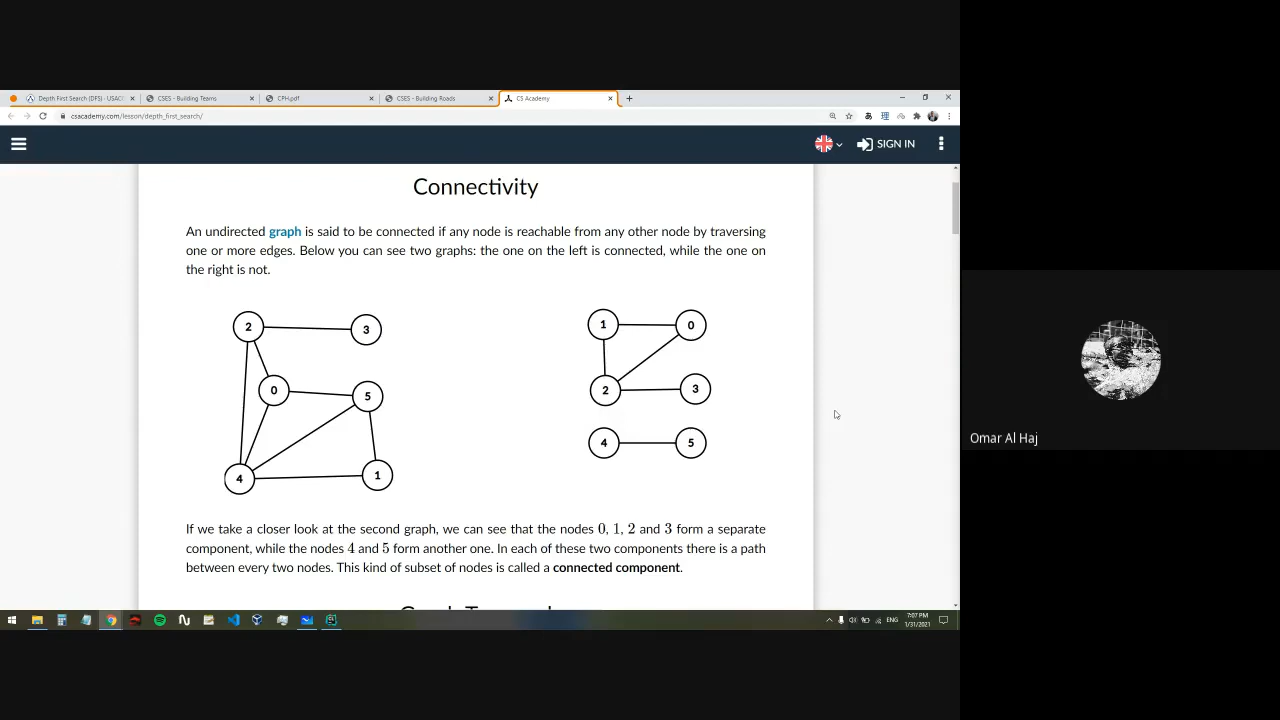 Depth First Search (DFS) - USAC
CSES - Building Teams
CPH.pdf
CSES - Building Roads
CS Academy
csacademy.com/lesson/depth_first_search/
SIGN IN
Connectivity
An undirected graph is said to be connected if any node is reachable from any other node by traversing
one or more edges. Below you can see two graphs: the one on the left is connected, while the one on
the right is not.
2
3
0
5
4
1
1
0
2
3
4
5
If we take a closer look at the second graph, we can see that the nodes 0, 1, 2 and 3 form a separate
component, while the nodes 4 and 5 form another one. In each of these two components there is a path
between every two nodes. This kind of subset of nodes is called a connected component.
ENG
7:07 PM
1/31/2021
Omar Al Haj